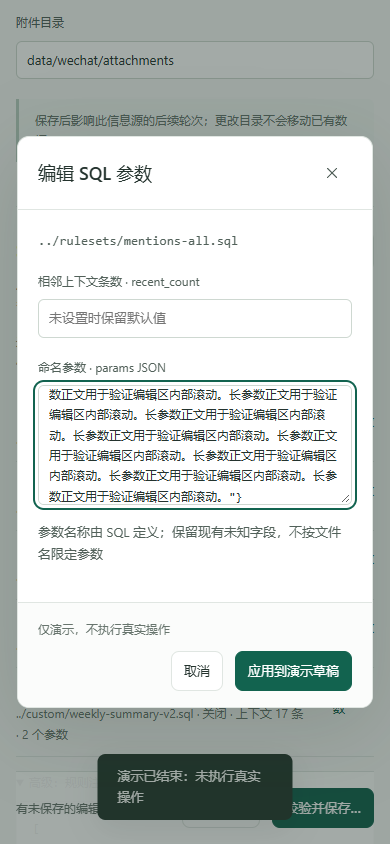 附件目录
data/wechat/attachments
保存后影响此信息源的后续轮次；更改目录不会移动已有数
编辑 SQL 参数
../rulesets/mentions-all.sql
相邻上下文条数 · recent_count
未设置时保留默认值
命名参数 · params JSON
数正文用于验证编辑区内部滚动。长参数正文用于验证
编辑区内部滚动。长参数正文用于验证编辑区内部滚
动。长参数正文用于验证编辑区内部滚动。长参数正文
用于验证编辑区内部滚动。长参数正文用于验证编辑区
内部滚动。长参数正文用于验证编辑区内部滚动。长参
数正文用于验证编辑区内部滚动。"}
参数名称由 SQL 定义；保留现有未知字段，不按文件
名限定参数
仅演示，不执行真实操作
取消
应用到演示草稿
../custom/weekly-summary-v2.sql · 关闭 · 上下文 17 条
· 2 个参数
数
演示已结束：未执行真实
操作
有未保存的编辑
校验并保存...